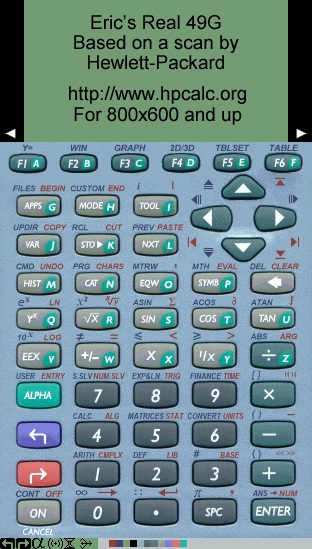 Eric's Real 49G
Based on a scan by
Hewlett-Packard
http://www.hpcalc.org
For 800x600 and up
Y= WIN GRAPH 2D/3D TBLSET TABLE
F1 A F2 B F3 C F4 D F5 E F6 F
FILES BEGIN CUSTOM END i I
APPS G MODE H TOOL I
UPDIR COPY RCL CUT PREV PASTE
VAR J STO▶ K NXT L
CMD UNDO PRG CHARS MTRW ' MTH EVAL DEL CLEAR
HIST M CAT N EQW O SYMB P
eˣ LN x² ˣ√y ASIN Σ ACOS ∂ ATAN ∫
Yˣ Q √X R SIN S COS T TAN U
10ˣ LOG ≠ = ≤ < ≥ > ABS ARG
EEX V +/− W X X 1/X Y ÷ Z
USER ENTRY S.SLV NUM.SLV EXP&LN TRIG FINANCE TIME [ ] " "
ALPHA 7 8 9 ×
CALC ALG MATRICES STAT CONVERT UNITS ( ) _
4 5 6 −
ARITH CMPLX DEF LIB # BASE { } << >>
1 2 3 +
CONT OFF ∞ → : : ↵ π , ANS →NUM
ON 0 . SPC ENTER
CANCEL